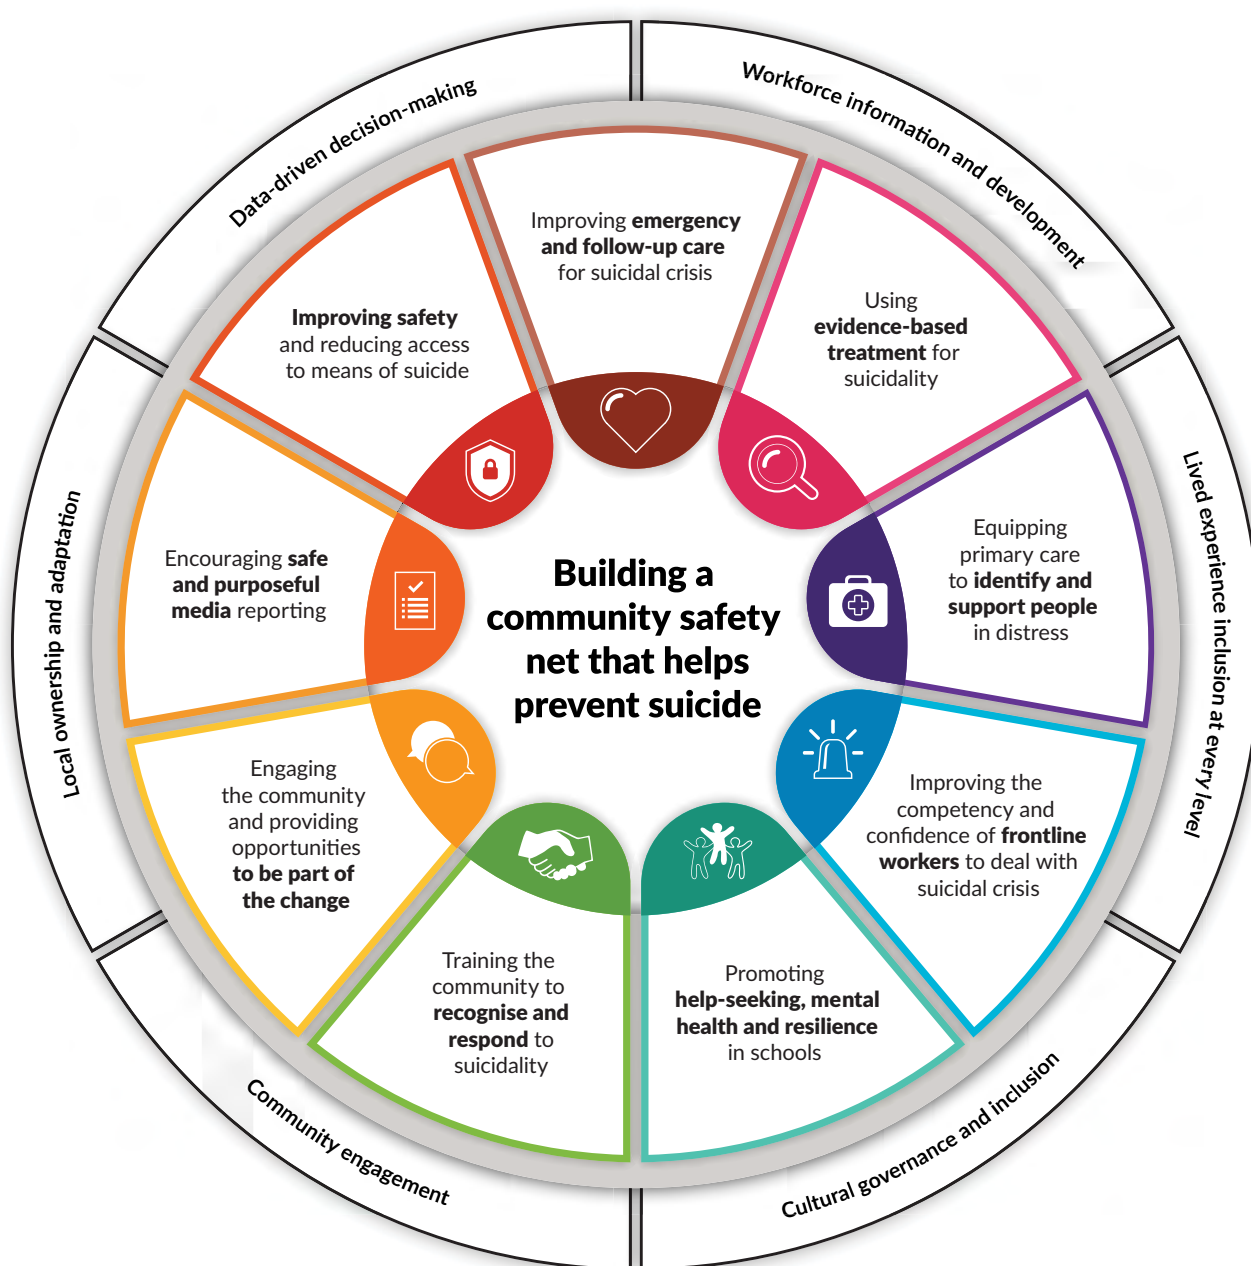 Data-driven decision-making
Workforce information and development
Lived experience inclusion at every level
Cultural governance and inclusion
Community engagement
Local ownership and adaptation
Improving emergency
and follow-up care
for suicidal crisis
Using
evidence-based
treatment for
suicidality
Equipping
primary care
to identify and
support people
in distress
Improving the
competency and
confidence of frontline
workers to deal with
suicidal crisis
Promoting
help-seeking, mental
health and resilience
in schools
Training the
community to
recognise and
respond to
suicidality
Engaging
the community
and providing
opportunities
to be part of
the change
Encouraging safe
and purposeful
media reporting
Improving safety
and reducing access
to means of suicide
Building a
community safety
net that helps
prevent suicide